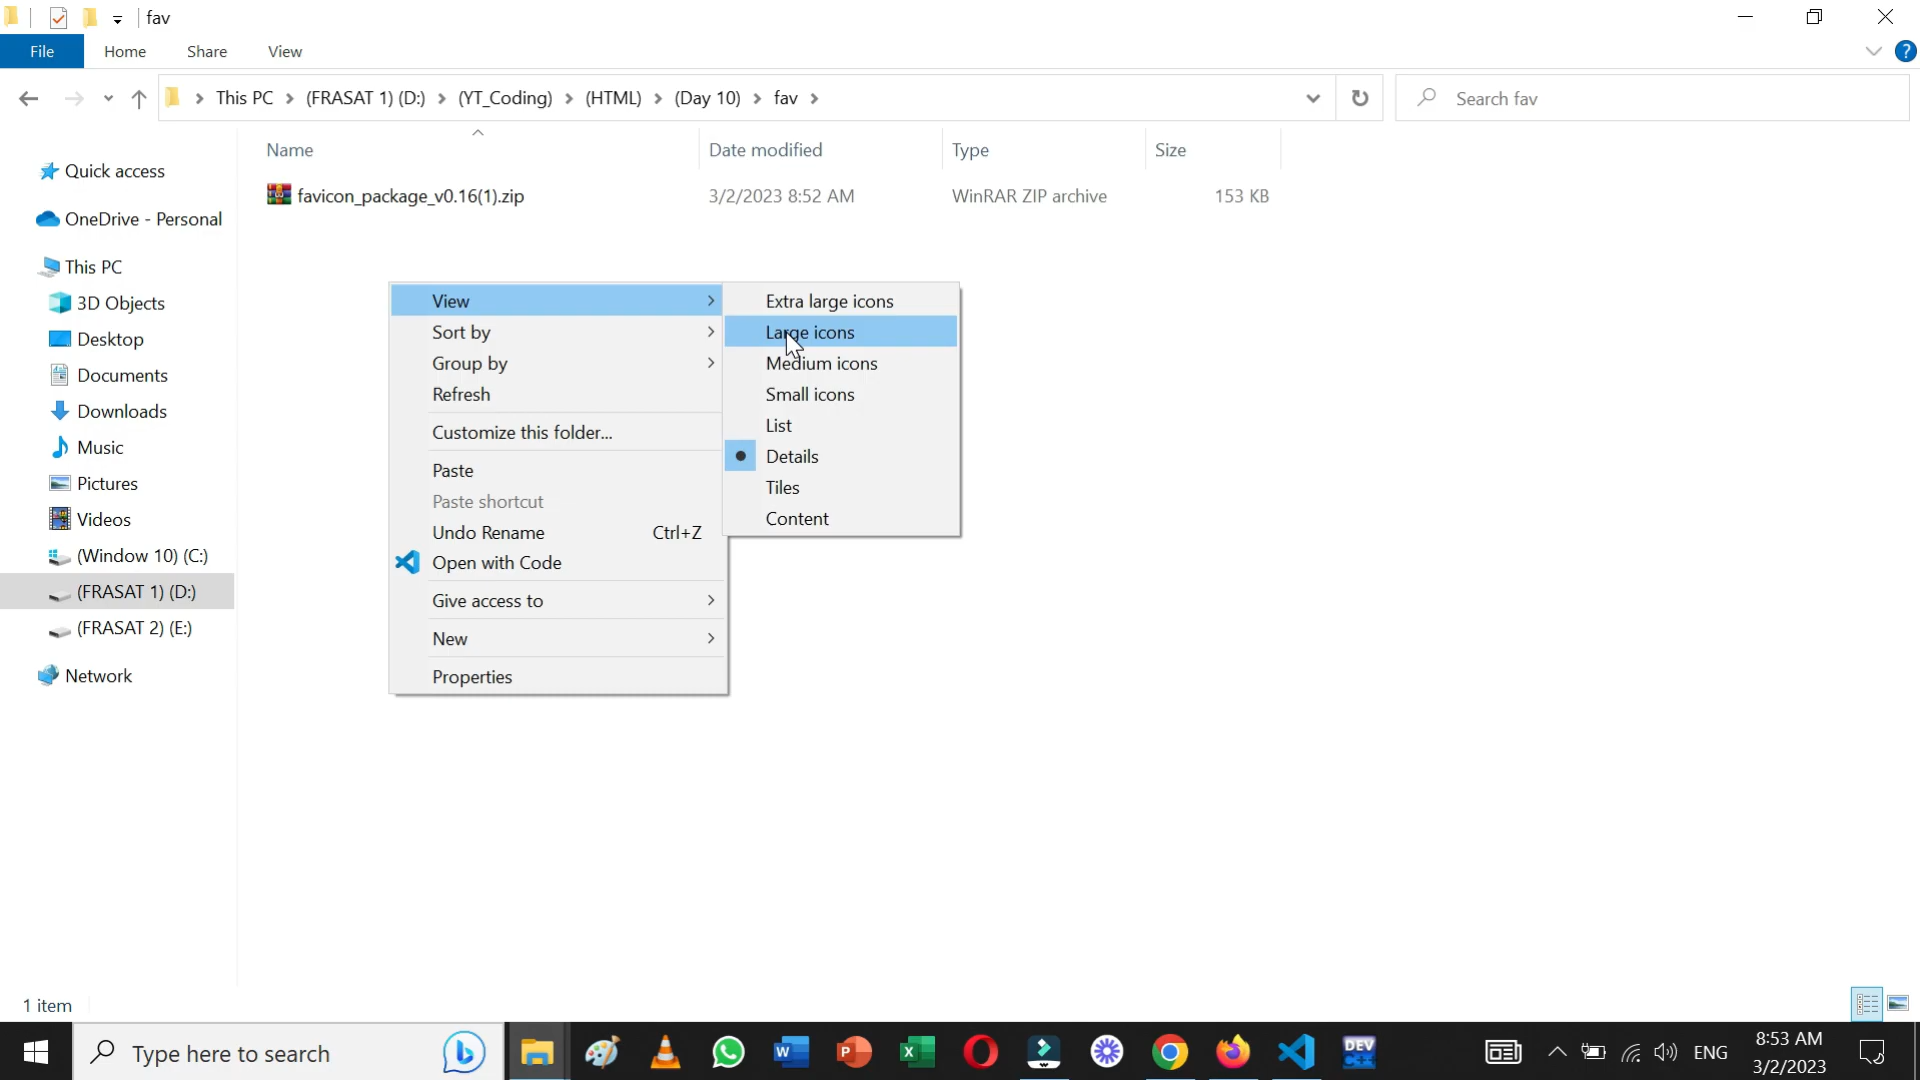 fav
File Home Share View
This PC (FRASAT 1) (D:) (YT_Coding) (HTML) (Day 10) fav
Search fav
Name Date modified Type Size
favicon_package_v0.16(1).zip 3/2/2023 8:52 AM WinRAR ZIP archive 153 KB
Quick access
OneDrive - Personal
This PC
3D Objects
Desktop
Documents
Downloads
Music
Pictures
Videos
(Window 10) (C:)
(FRASAT 1) (D:)
(FRASAT 2) (E:)
Network
View
Sort by
Group by
Refresh
Customize this folder...
Paste
Paste shortcut
Undo Rename Ctrl+Z
Open with Code
Give access to
New
Properties
Extra large icons
Large icons
Medium icons
Small icons
List
Details
Tiles
Content
1 item
Type here to search
DEV
C++
ENG
8:53 AM
3/2/2023